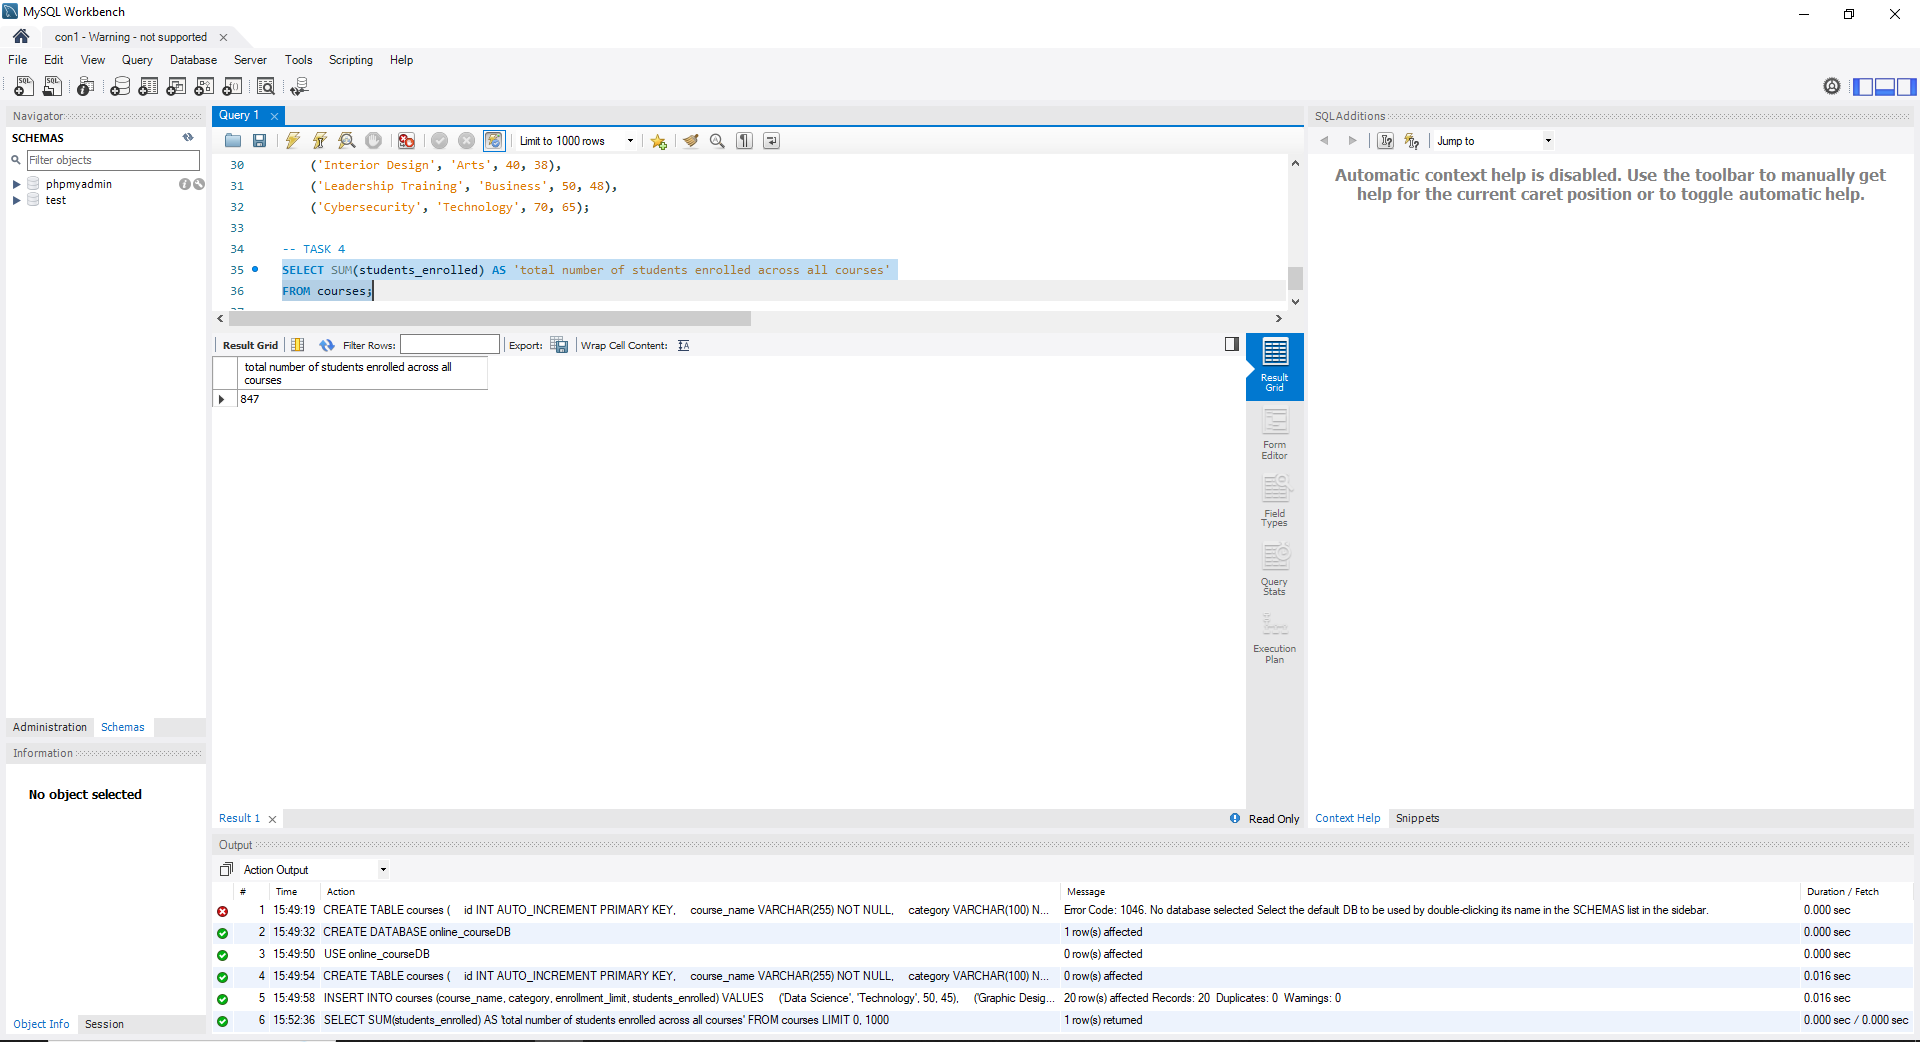 MySQL Workbench
con1 - Warning - not supported
File Edit View Query Database Server Tools Scripting Help
Navigator
SCHEMAS
Filter objects
phpmyadmin
test
Administration Schemas
Information
No object selected
Object Info Session
Query 1
Limit to 1000 rows
30 ('Interior Design', 'Arts', 40, 38),
31 ('Leadership Training', 'Business', 50, 48),
32 ('Cybersecurity', 'Technology', 70, 65);
33
34 -- TASK 4
35 SELECT SUM(students_enrolled) AS 'total number of students enrolled across all courses'
36 FROM courses;
Result Grid Filter Rows: Export: Wrap Cell Content:
total number of students enrolled across all
courses
847
Result
Grid
Form
Editor
Field
Types
Query
Stats
Execution
Plan
Result 1
Read Only
SQLAdditions
Jump to
Automatic context help is disabled. Use the toolbar to manually get
help for the current caret position or to toggle automatic help.
Context Help Snippets
Output
Action Output
# Time Action Message Duration / Fetch
1 15:49:19 CREATE TABLE courses ( id INT AUTO_INCREMENT PRIMARY KEY, course_name VARCHAR(255) NOT NULL, category VARCHAR(100) N... Error Code: 1046. No database selected Select the default DB to be used by double-clicking its name in the SCHEMAS list in the sidebar. 0.000 sec
2 15:49:32 CREATE DATABASE online_courseDB 1 row(s) affected 0.000 sec
3 15:49:50 USE online_courseDB 0 row(s) affected 0.000 sec
4 15:49:54 CREATE TABLE courses ( id INT AUTO_INCREMENT PRIMARY KEY, course_name VARCHAR(255) NOT NULL, category VARCHAR(100) N... 0 row(s) affected 0.016 sec
5 15:49:58 INSERT INTO courses (course_name, category, enrollment_limit, students_enrolled) VALUES ('Data Science', 'Technology', 50, 45), ('Graphic Desig... 20 row(s) affected Records: 20 Duplicates: 0 Warnings: 0 0.016 sec
6 15:52:36 SELECT SUM(students_enrolled) AS 'total number of students enrolled across all courses' FROM courses LIMIT 0, 1000 1 row(s) returned 0.000 sec / 0.000 sec